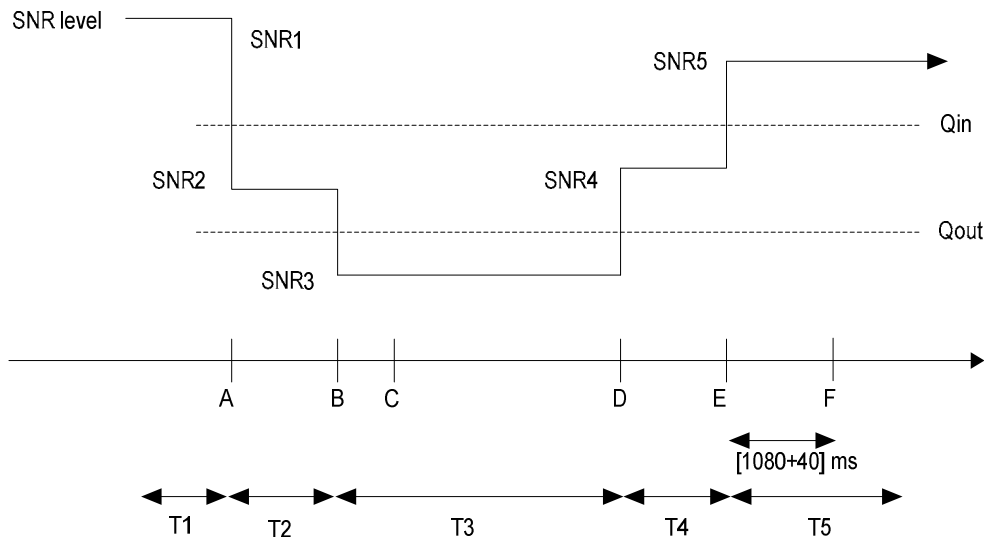 SNR level
SNR1
SNR5
Qin
SNR2
SNR4
Qout
SNR3
A
B
C
D
E
F
[1080+40] ms
T1
T2
T3
T4
T5